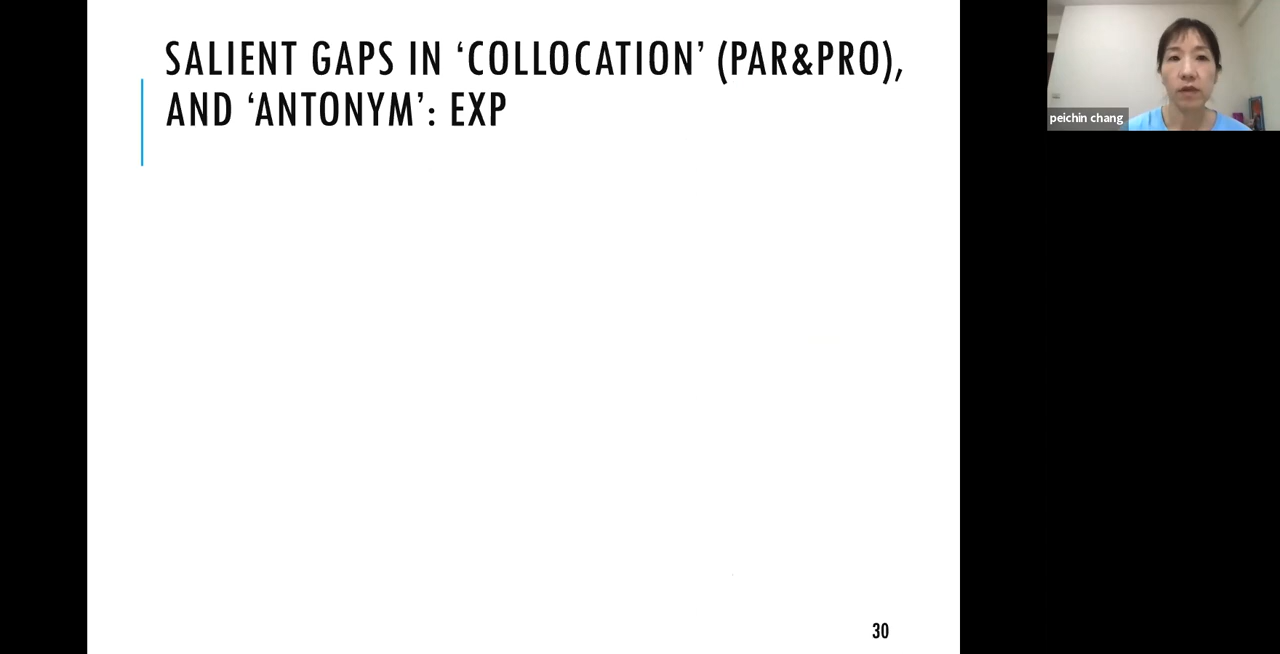 SALIENT GAPS IN ‘COLLOCATION’ (PAR&PRO),
AND ‘ANTONYM’: EXP
peichin chang
30